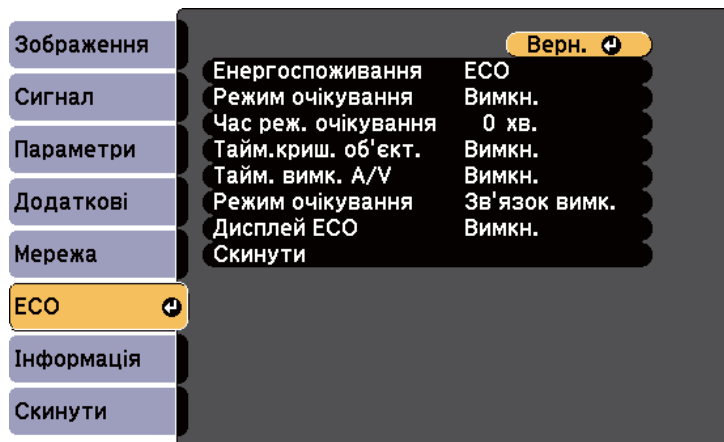 Зображення
Сигнал
Параметри
Додаткові
Мережа
ECO
Інформація
Скинути
Верн.
Енергоспоживання ECO
Режим очікування Вимкн.
Час реж. очікування 0 хв.
Тайм.криш. об'єкт. Вимкн.
Тайм. вимк. A/V Вимкн.
Режим очікування Зв'язок вимк.
Дисплей ECO Вимкн.
Скинути